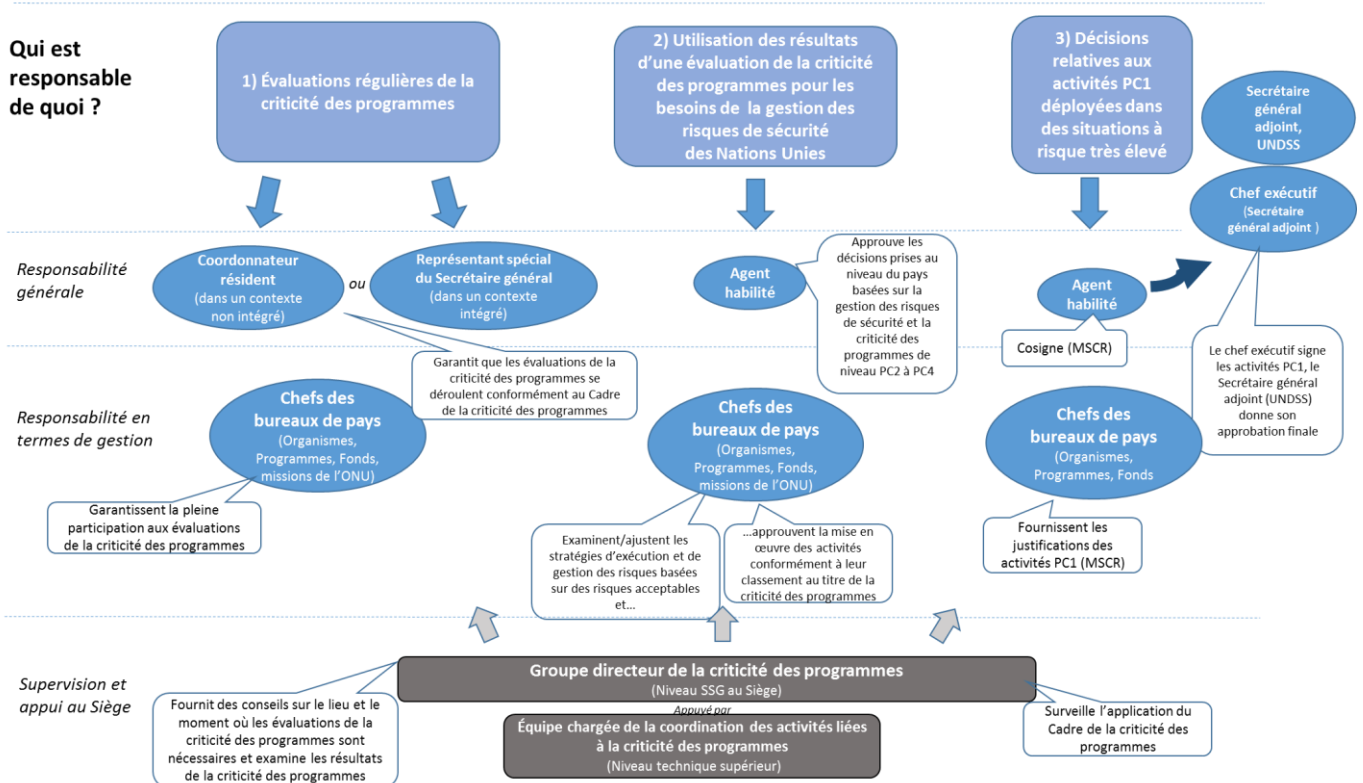 Qui est
responsable
de quoi ?
1) Évaluations régulières de la
criticité des programmes
2) Utilisation des résultats
d’une évaluation de la criticité
des programmes pour les
besoins de la gestion des
risques de sécurité
des Nations Unies
3) Décisions
relatives aux
activités PC1
déployées dans
des situations à
risque très élevé
Secrétaire
général
adjoint,
UNDSS
Chef exécutif
(Secrétaire
général adjoint )
Responsabilité
générale
Coordonnateur
résident
(dans un contexte
non intégré)
ou
Représentant spécial
du Secrétaire général
(dans un contexte
intégré)
Agent
habilité
Approuve les
décisions prises au
niveau du pays
basées sur la
gestion des risques
de sécurité et la
criticité des
programmes de
niveau PC2 à PC4
Agent
habilité
Cosigne (MSCR)
Le chef exécutif signe
les activités PC1, le
Secrétaire général
adjoint (UNDSS)
donne son
approbation finale
Garantit que les évaluations de la
criticité des programmes se
déroulent conformément au Cadre
de la criticité des programmes
Responsabilité en
termes de gestion
Chefs des
bureaux de pays
(Organismes,
Programmes, Fonds,
missions de l’ONU)
Garantissent la pleine
participation aux évaluations
de la criticité des programmes
Chefs des
bureaux de pays
(Organismes,
Programmes, Fonds,
missions de l’ONU)
Examinent/ajustent les
stratégies d’exécution et de
gestion des risques basées
sur des risques acceptables
et…
…approuvent la mise en
œuvre des activités
conformément à leur
classement au titre de la
criticité des programmes
Chefs des
bureaux de pays
(Organismes,
Programmes, Fonds
Fournissent les
justifications des
activités PC1 (MSCR)
Supervision et
appui au Siège
Fournit des conseils sur le lieu et le
moment où les évaluations de la
criticité des programmes sont
nécessaires et examine les résultats
de la criticité des programmes
Groupe directeur de la criticité des programmes
(Niveau SSG au Siège)
Appuyé par
Équipe chargée de la coordination des activités liées
à la criticité des programmes
(Niveau technique supérieur)
Surveille l’application du
Cadre de la criticité des
programmes